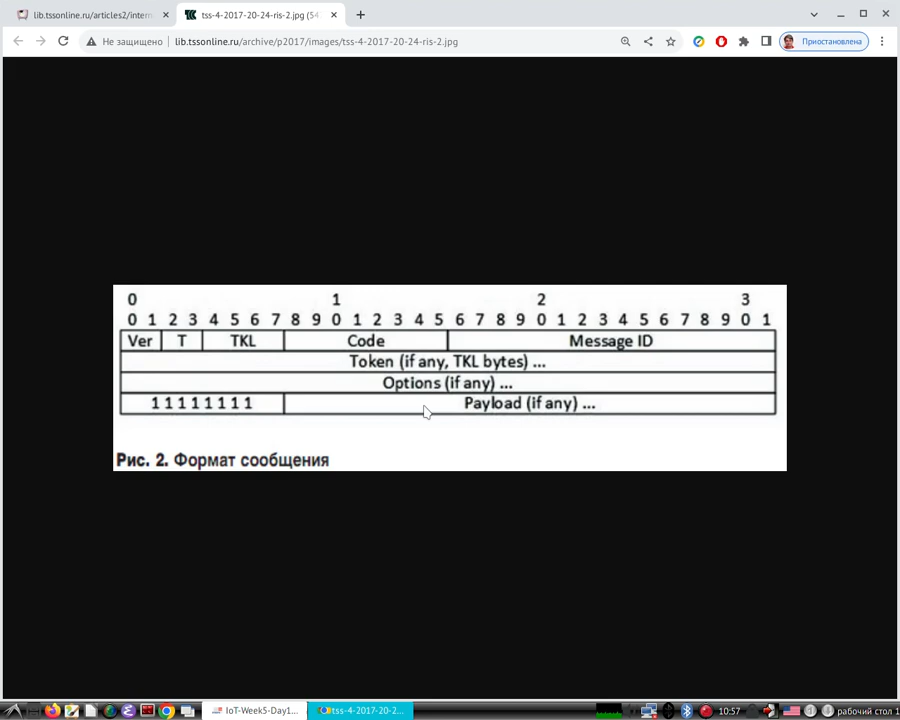 lib.tssonline.ru/articles2/intern
tss-4-2017-20-24-ris-2.jpg (54
Не защищено
lib.tssonline.ru/archive/p2017/images/tss-4-2017-20-24-ris-2.jpg
Приостановлена
0 1 2 3
0 1 2 3 4 5 6 7 8 9 0 1 2 3 4 5 6 7 8 9 0 1 2 3 4 5 6 7 8 9 0 1
Ver T TKL Code Message ID
Token (if any, TKL bytes) ...
Options (if any) ...
1 1 1 1 1 1 1 1 Payload (if any) ...
Рис. 2. Формат сообщения
IoT-Week5-Day1...
tss-4-2017-20-2...
10:57
рабочий стол 1